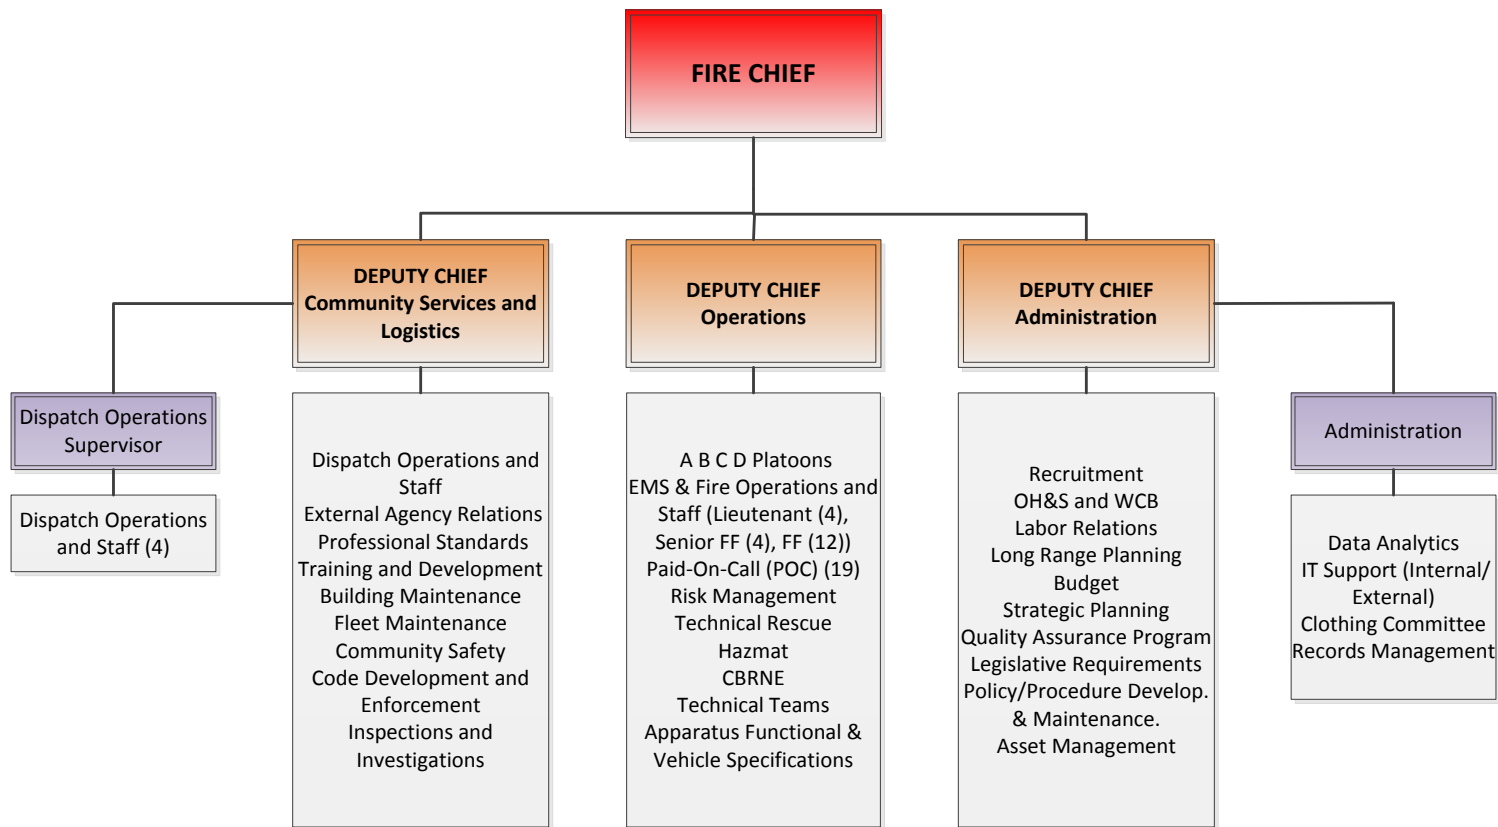 FIRE CHIEF
DEPUTY CHIEF
Community Services and
Logistics
DEPUTY CHIEF
Operations
DEPUTY CHIEF
Administration
Dispatch Operations
Supervisor
Dispatch Operations
and Staff (4)
Dispatch Operations and
Staff
External Agency Relations
Professional Standards
Training and Development
Building Maintenance
Fleet Maintenance
Community Safety
Code Development and
Enforcement
Inspections and
Investigations
A B C D Platoons
EMS & Fire Operations and
Staff (Lieutenant (4),
Senior FF (4), FF (12))
Paid-On-Call (POC) (19)
Risk Management
Technical Rescue
Hazmat
CBRNE
Technical Teams
Apparatus Functional &
Vehicle Specifications
Recruitment
OH&S and WCB
Labor Relations
Long Range Planning
Budget
Strategic Planning
Quality Assurance Program
Legislative Requirements
Policy/Procedure Develop.
& Maintenance.
Asset Management
Administration
Data Analytics
IT Support (Internal/
External)
Clothing Committee
Records Management